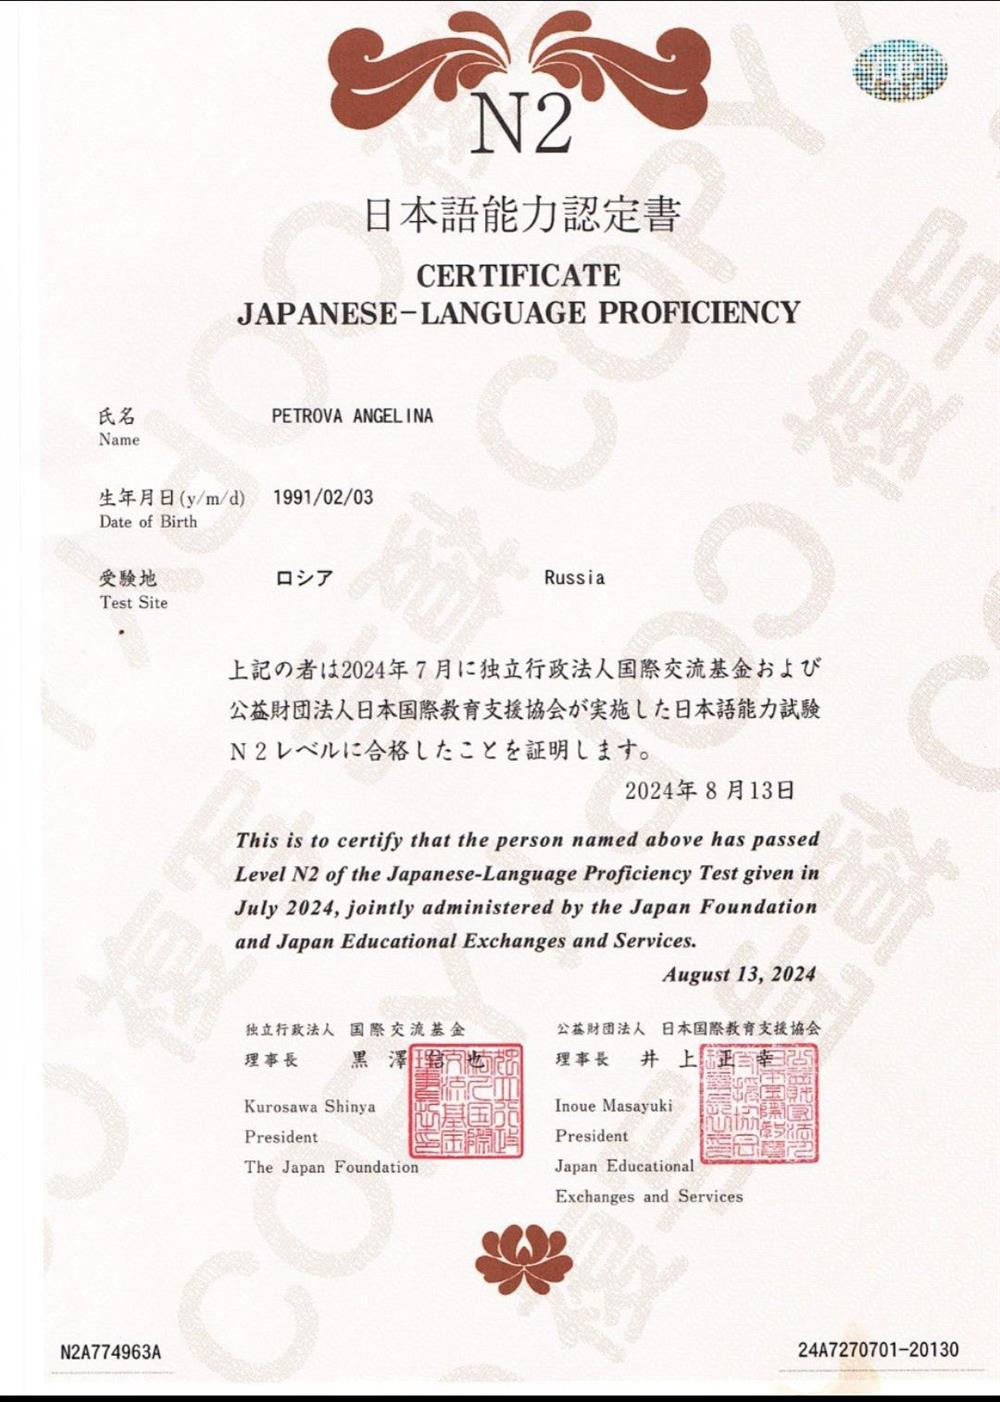 N2
日本語能力認定書
CERTIFICATE
JAPANESE-LANGUAGE PROFICIENCY
氏名 PETROVA ANGELINA
Name
生年月日(y/m/d) 1991/02/03
Date of Birth
受験地 ロシア Russia
Test Site
上記の者は2024年7月に独立行政法人国際交流基金および
公益財団法人日本国際教育支援協会が実施した日本語能力試験
N2レベルに合格したことを証明します。
2024年8月13日
This is to certify that the person named above has passed
Level N2 of the Japanese-Language Proficiency Test given in
July 2024, jointly administered by the Japan Foundation
and Japan Educational Exchanges and Services.
August 13, 2024
独立行政法人 国際交流基金
理事長 黒澤信也
Kurosawa Shinya
President
The Japan Foundation
公益財団法人 日本国際教育支援協会
理事長 井上正幸
Inoue Masayuki
President
Japan Educational
Exchanges and Services
N2A774963A
24A7270701-20130